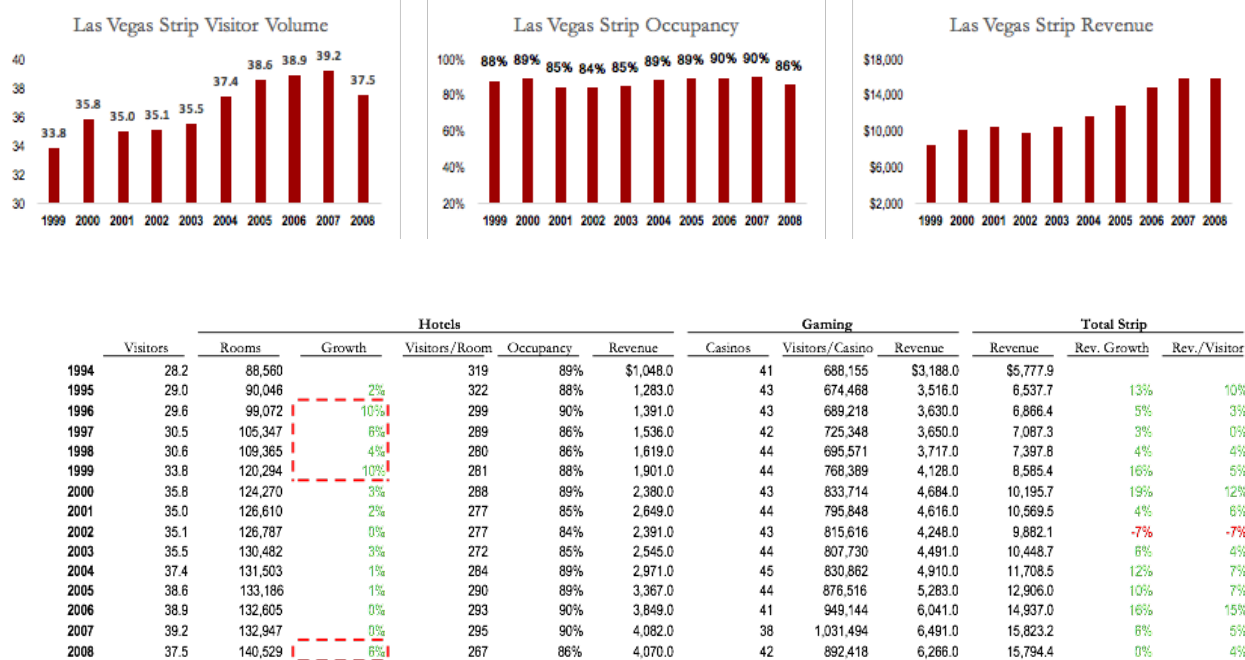 Las Vegas Strip Visitor Volume
40
38
36
34
32
30
33.8 35.8 35.0 35.1 35.5 37.4 38.6 38.9 39.2 37.5
1999 2000 2001 2002 2003 2004 2005 2006 2007 2008
Las Vegas Strip Occupancy
100%
80%
60%
40%
20%
88% 89% 85% 84% 85% 89% 89% 90% 90% 86%
1999 2000 2001 2002 2003 2004 2005 2006 2007 2008
Las Vegas Strip Revenue
$18,000
$14,000
$10,000
$6,000
$2,000
1999 2000 2001 2002 2003 2004 2005 2006 2007 2008
Hotels Gaming Total Strip
Visitors Rooms Growth Visitors/Room Occupancy Revenue Casinos Visitors/Casino Revenue Revenue Rev. Growth Rev./Visitor
1994 28.2 88,560 319 89% $1,048.0 41 688,155 $3,188.0 $5,777.9
1995 29.0 90,046 2% 322 88% 1,283.0 43 674,468 3,516.0 6,537.7 13% 10%
1996 29.6 99,072 10% 299 90% 1,391.0 43 689,218 3,630.0 6,866.4 5% 3%
1997 30.5 105,347 6% 289 86% 1,536.0 42 725,348 3,650.0 7,087.3 3% 0%
1998 30.6 109,365 4% 280 86% 1,619.0 44 695,571 3,717.0 7,397.8 4% 4%
1999 33.8 120,294 10% 281 88% 1,901.0 44 768,389 4,128.0 8,585.4 16% 5%
2000 35.8 124,270 3% 288 89% 2,380.0 43 833,714 4,684.0 10,195.7 19% 12%
2001 35.0 126,610 2% 277 85% 2,649.0 44 795,848 4,616.0 10,569.5 4% 6%
2002 35.1 126,787 0% 277 84% 2,391.0 43 815,616 4,248.0 9,882.1 -7% -7%
2003 35.5 130,482 3% 272 85% 2,545.0 44 807,730 4,491.0 10,448.7 6% 4%
2004 37.4 131,503 1% 284 89% 2,971.0 45 830,862 4,910.0 11,708.5 12% 7%
2005 38.6 133,186 1% 290 89% 3,367.0 44 876,516 5,283.0 12,906.0 10% 7%
2006 38.9 132,605 0% 293 90% 3,849.0 41 949,144 6,041.0 14,937.0 16% 15%
2007 39.2 132,947 0% 295 90% 4,082.0 38 1,031,494 6,491.0 15,823.2 6% 5%
2008 37.5 140,529 6% 267 86% 4,070.0 42 892,418 6,266.0 15,794.4 0% 4%